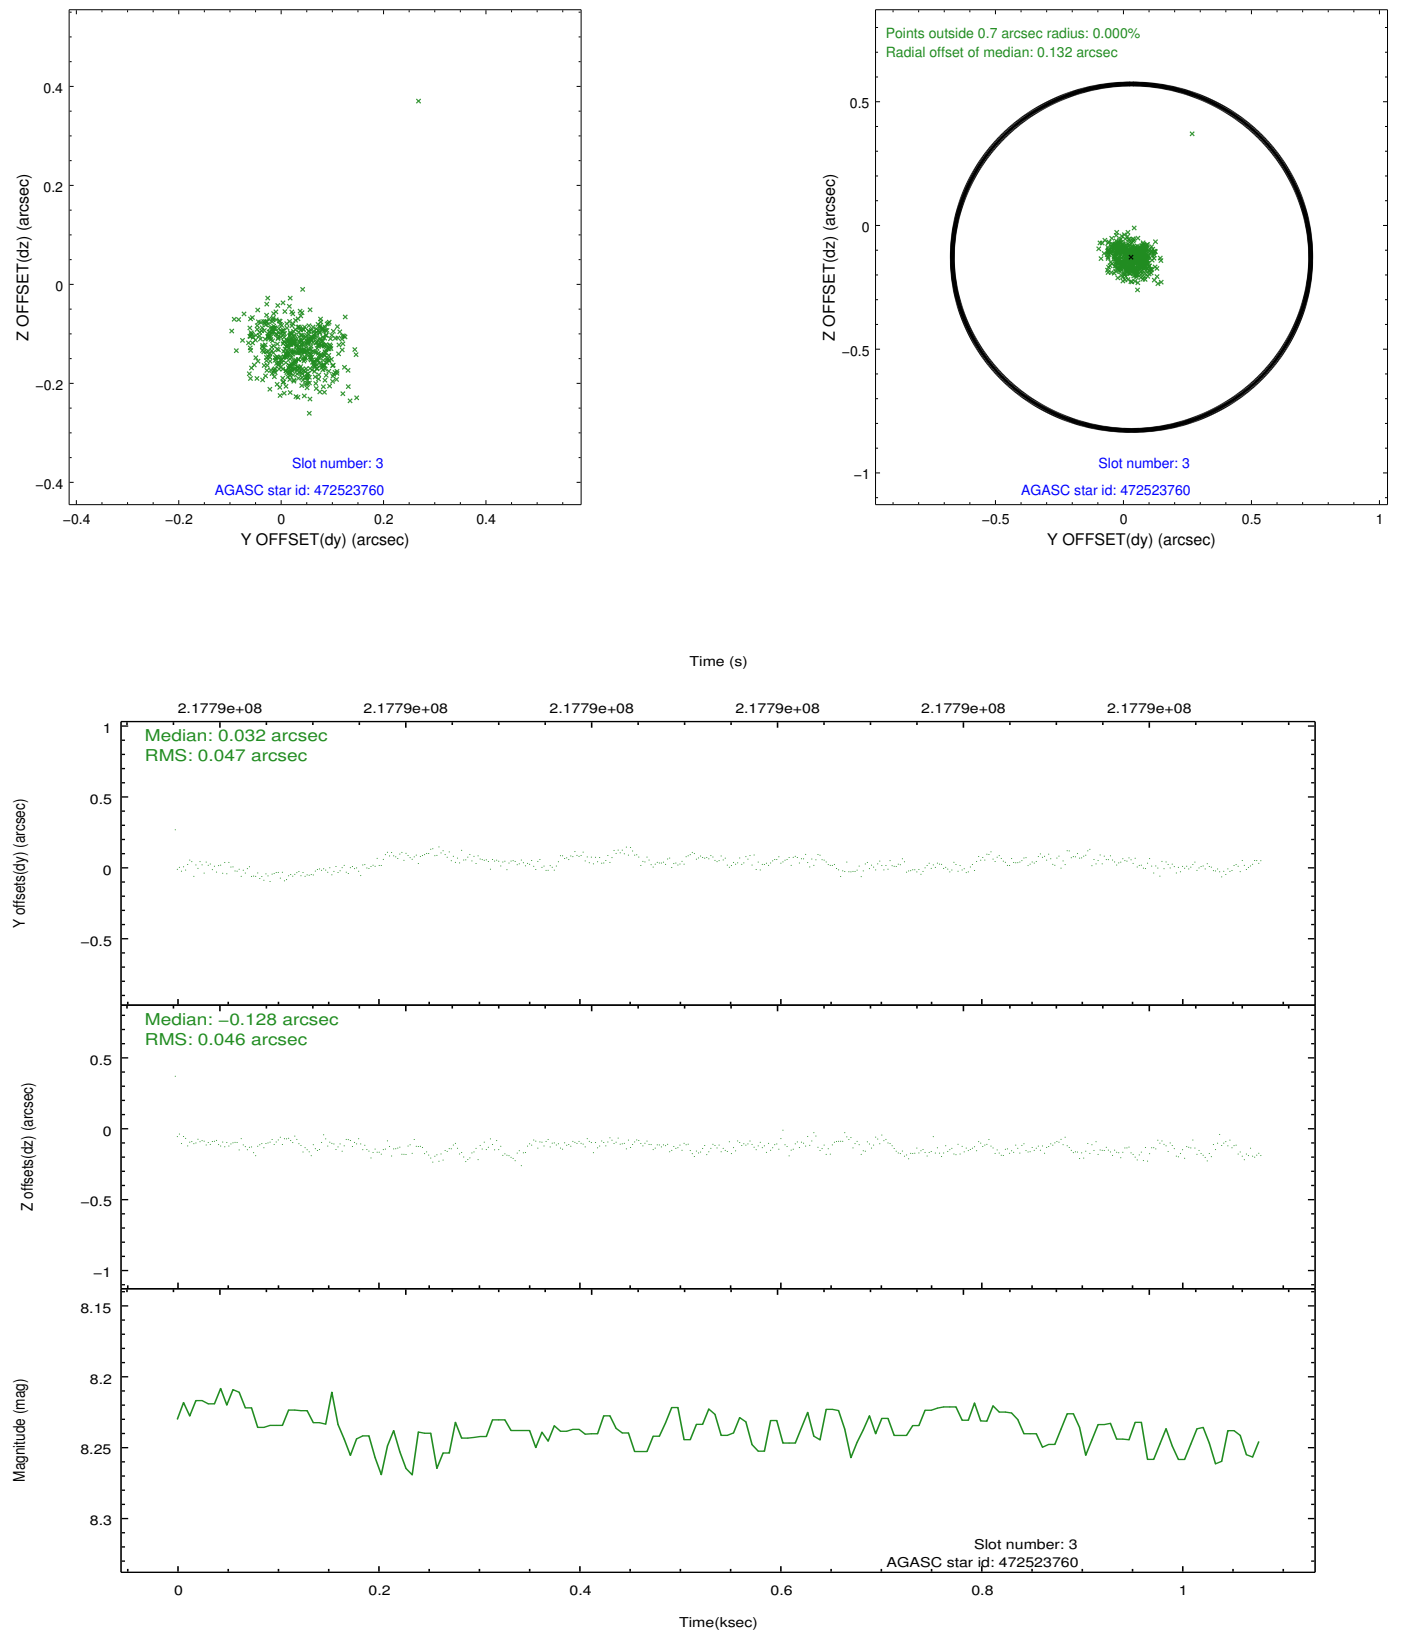 0.4
0.2
0
−0.2
−0.4
Z OFFSET(dz) (arcsec)
Slot number: 3
AGASC star id: 472523760
−0.4 −0.2 0 0.2 0.4
Y OFFSET(dy) (arcsec)
Points outside 0.7 arcsec radius: 0.000%
Radial offset of median: 0.132 arcsec
0.5
0
−0.5
−1
Z OFFSET(dz) (arcsec)
Slot number: 3
AGASC star id: 472523760
−0.5 0 0.5 1
Y OFFSET(dy) (arcsec)
Time (s)
2.1779e+08 2.1779e+08 2.1779e+08 2.1779e+08 2.1779e+08 2.1779e+08
Median: 0.032 arcsec
RMS: 0.047 arcsec
1
0.5
0
−0.5
Y offsets(dy) (arcsec)
Median: −0.128 arcsec
RMS: 0.046 arcsec
0.5
0
−0.5
−1
Z offsets(dz) (arcsec)
8.15
8.2
8.25
8.3
Magnitude (mag)
Slot number: 3
AGASC star id: 472523760
0 0.2 0.4 0.6 0.8 1
Time(ksec)